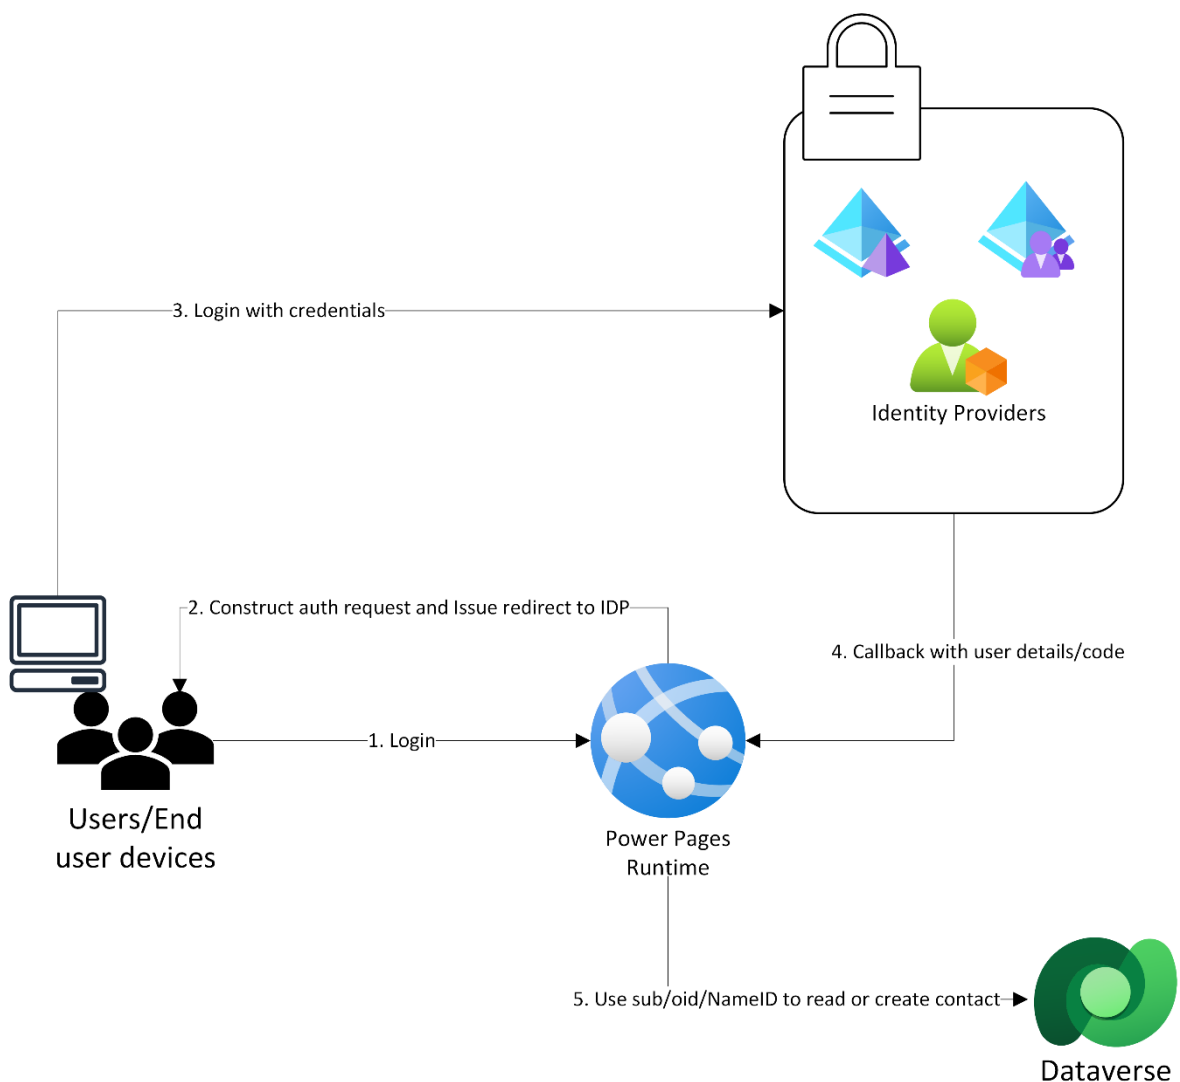 3. Login with credentials
Identity Providers
2. Construct auth request and Issue redirect to IDP
4. Callback with user details/code
1. Login
Users/End
user devices
Power Pages
Runtime
5. Use sub/oid/NameID to read or create contact
Dataverse